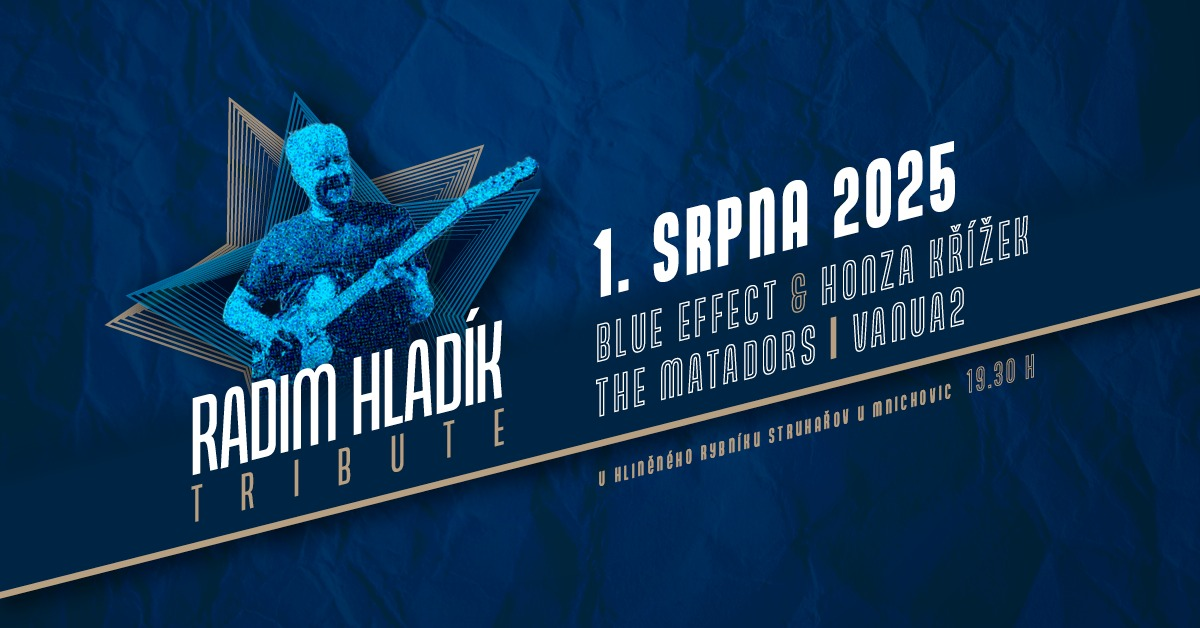 RADIM HLADÍK
TRIBUTE
1. SRPNA 2025
BLUE EFFECT & HONZA KŘÍŽEK
THE MATADORS | VANUA2
U HLINĚNÉHO RYBNÍKU STRUHAŘOV U MNICHOVIC 19.30 H